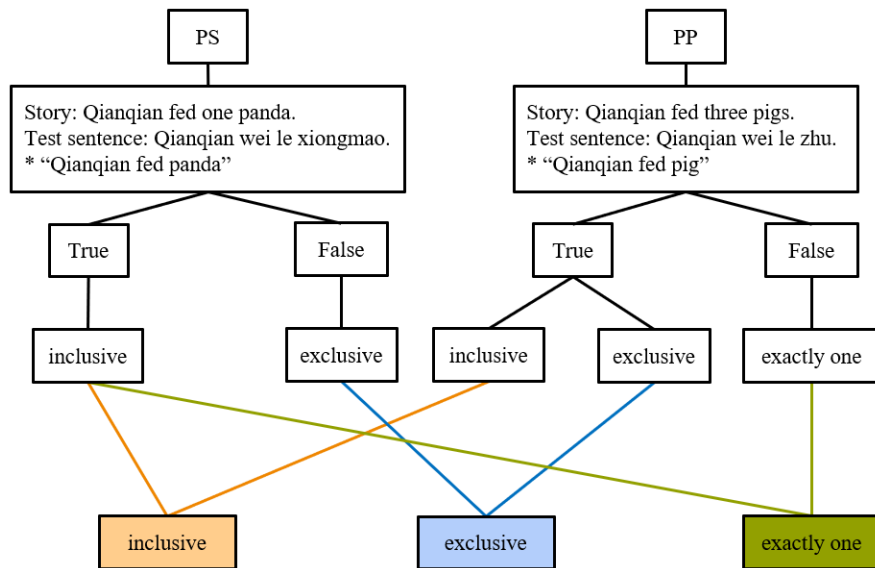 PS
PP
Story: Qianqian fed one panda.
Test sentence: Qianqian wei le xiongmao.
* “Qianqian fed panda”
Story: Qianqian fed three pigs.
Test sentence: Qianqian wei le zhu.
* “Qianqian fed pig”
True
False
True
False
inclusive
exclusive
inclusive
exclusive
exactly one
inclusive
exclusive
exactly one